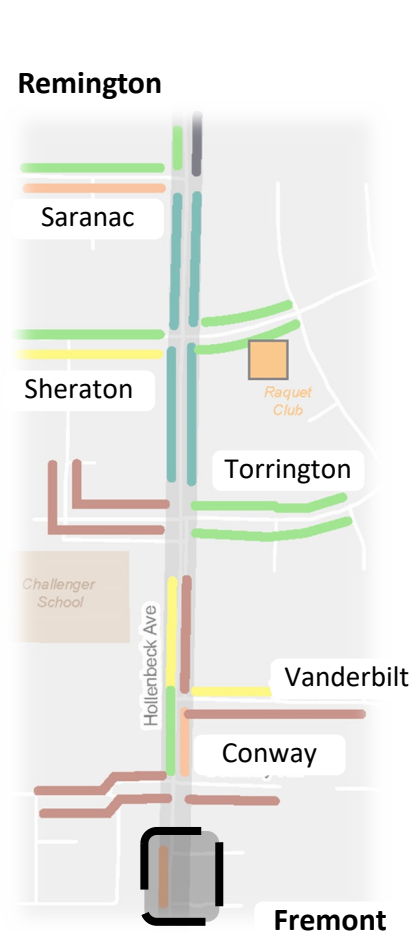 Remington
Saranac
Sheraton
Raquet
Club
Torrington
Challenger
School
Hollenbeck Ave
Vanderbilt
Conway
Fremont